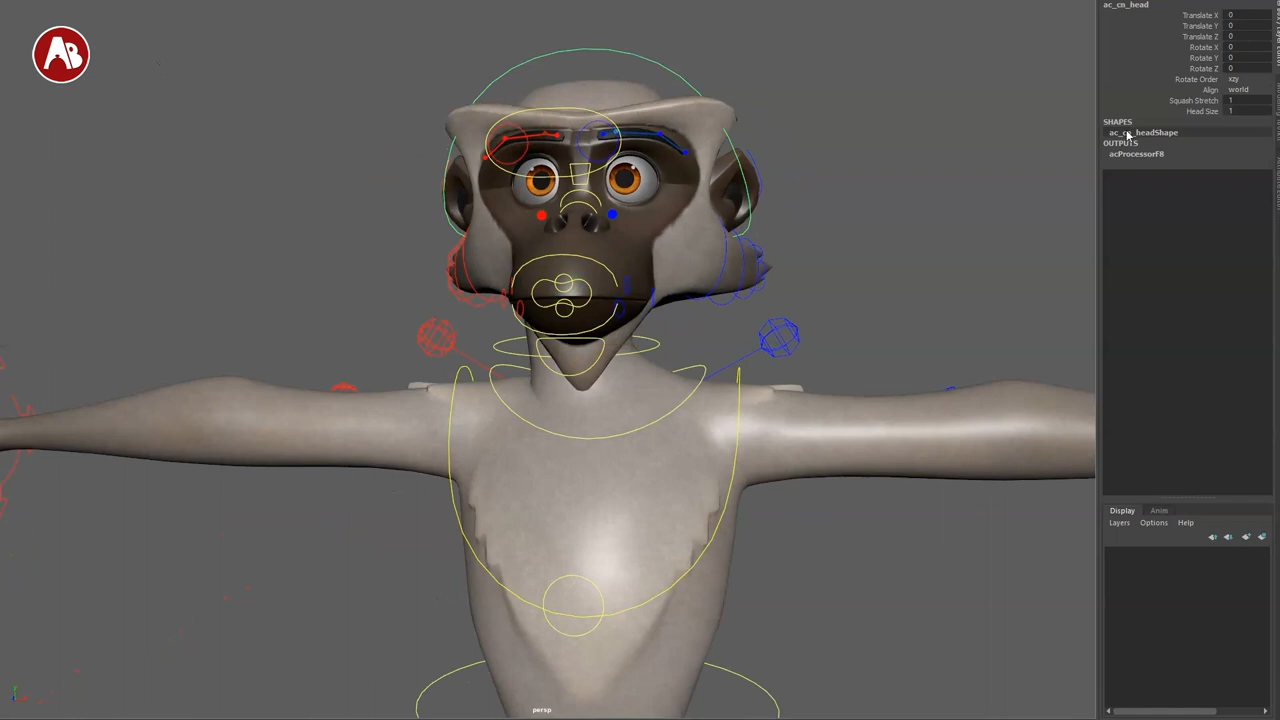 AB
ac_cn_head
Translate X 0
Translate Y 0
Translate Z 0
Rotate X 0
Rotate Y 0
Rotate Z 0
Rotate Order xzy
Align world
Squash Stretch 1
Head Size 1
SHAPES
ac_cn_headShape
OUTPUTS
acProcessorFB
Display Anim
Layers Options Help
persp